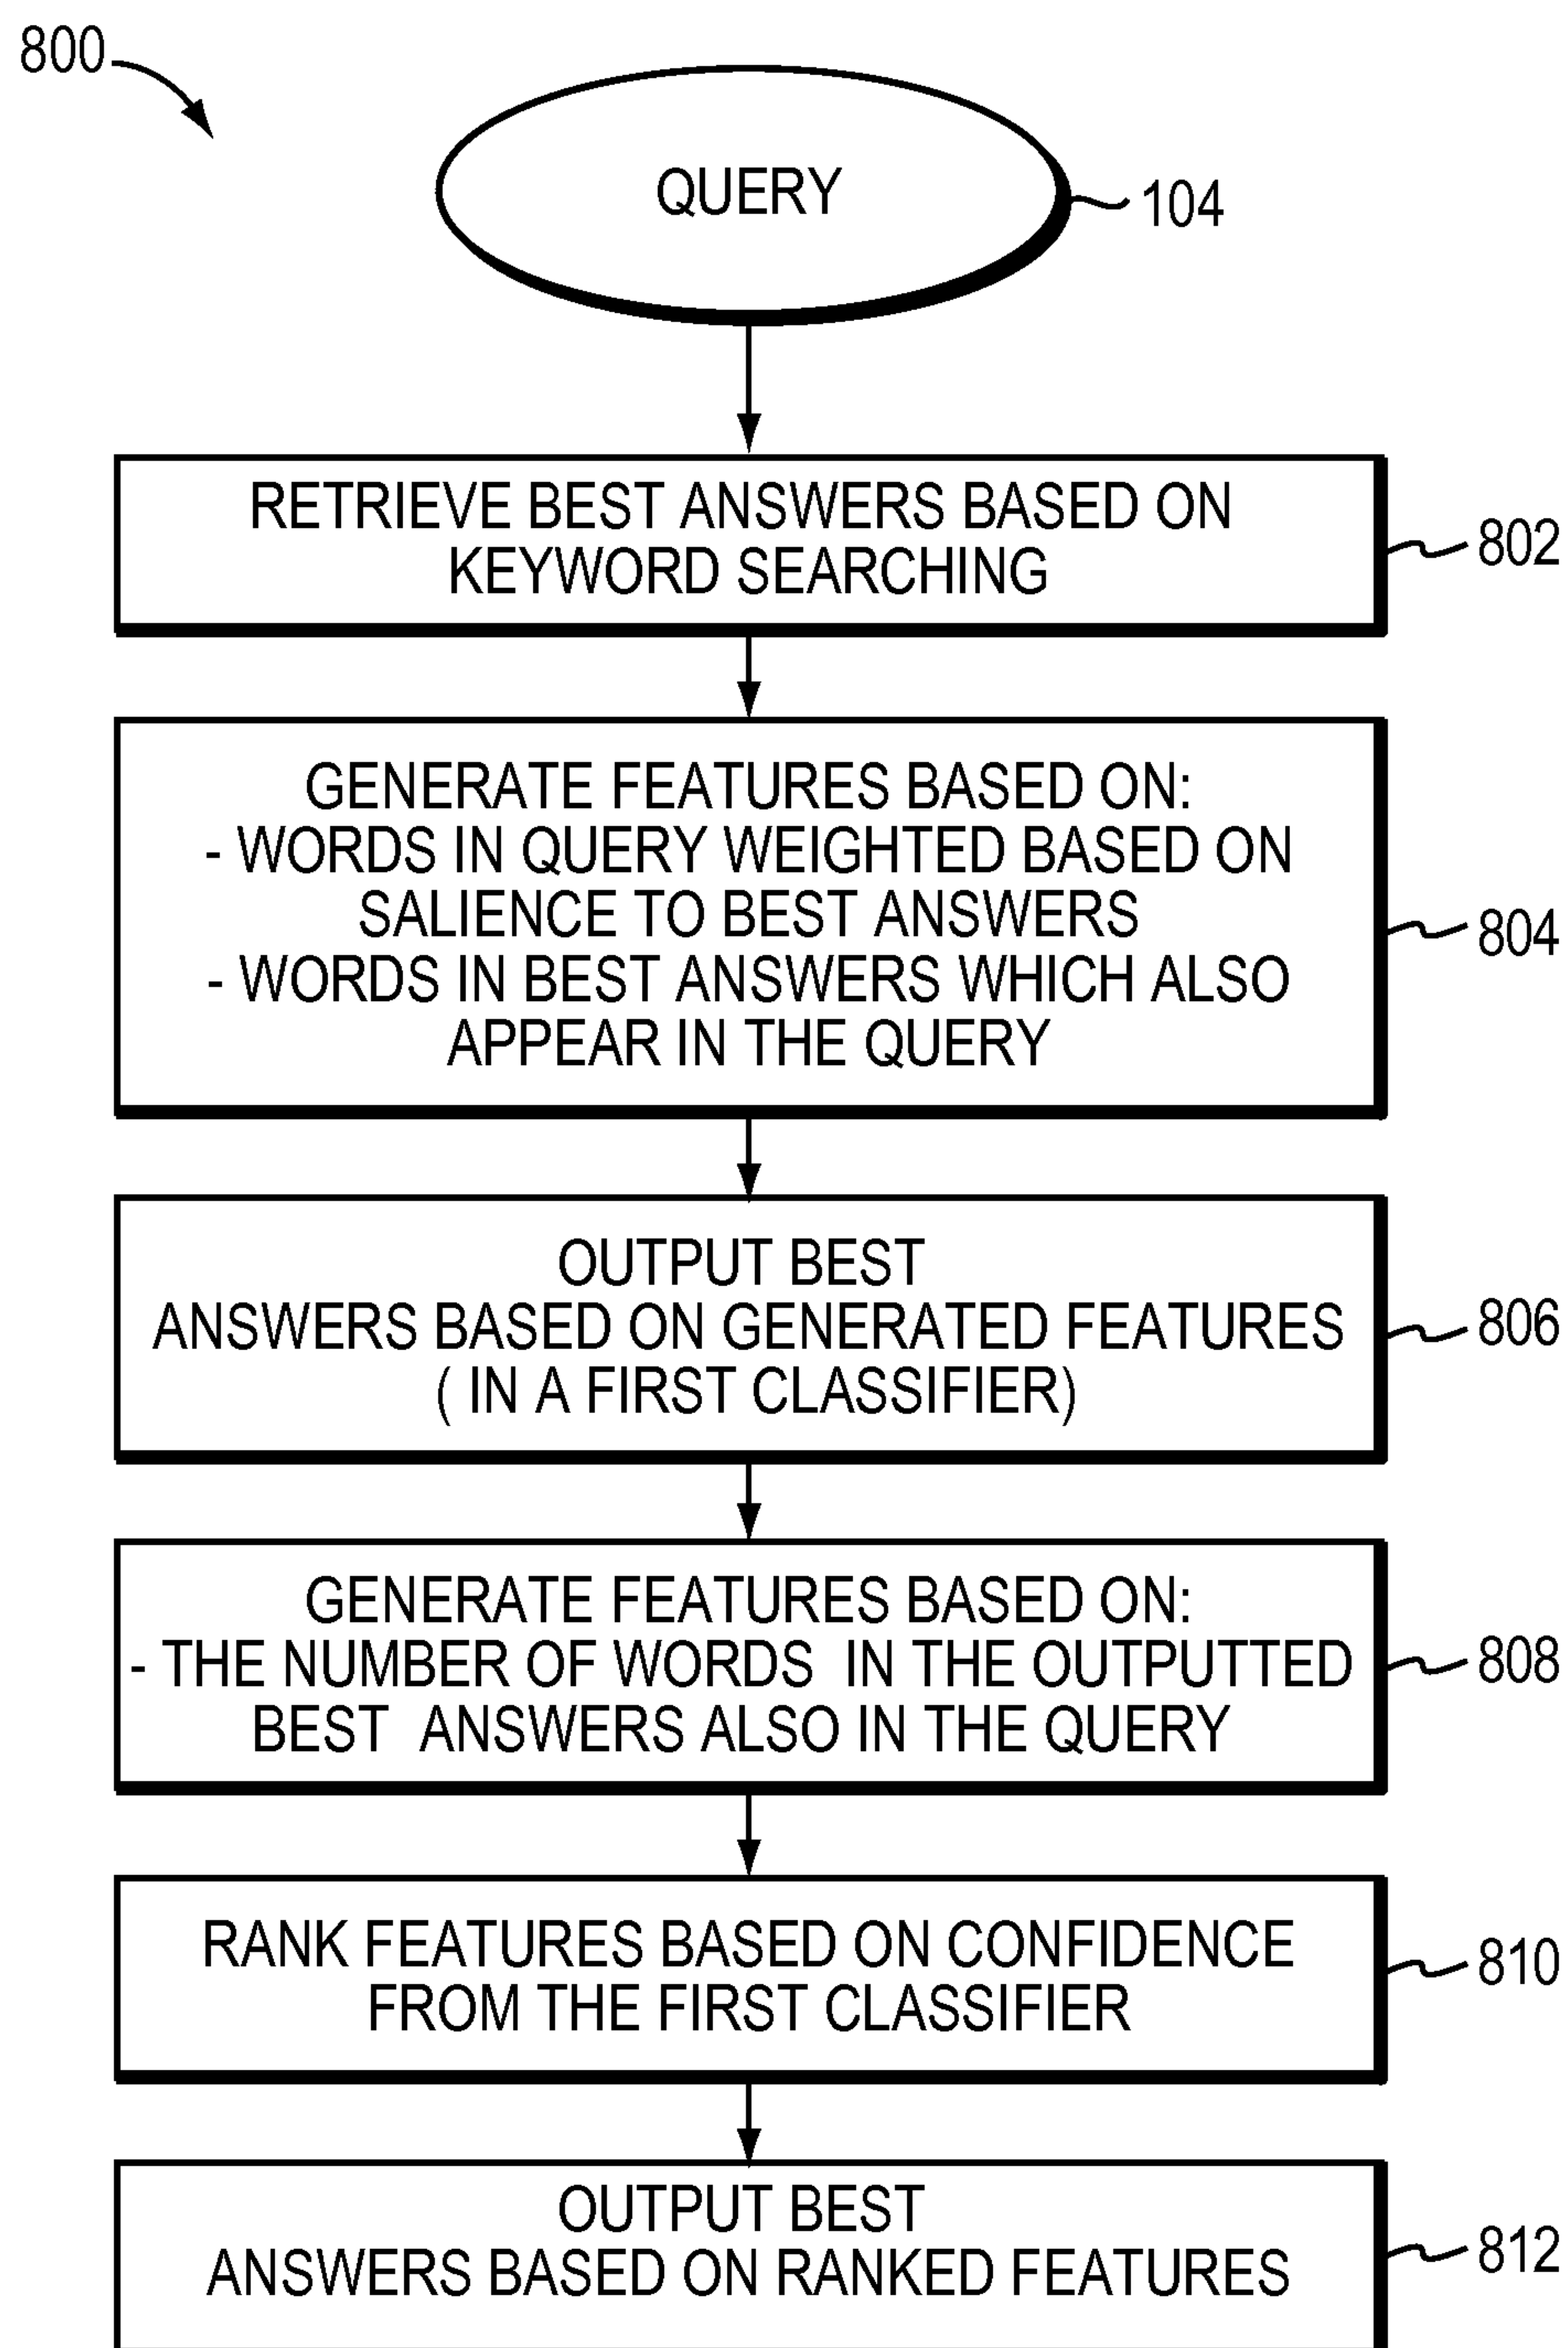 800
QUERY
104
RETRIEVE BEST ANSWERS BASED ON
KEYWORD SEARCHING
802
GENERATE FEATURES BASED ON:
- WORDS IN QUERY WEIGHTED BASED ON
SALIENCE TO BEST ANSWERS
- WORDS IN BEST ANSWERS WHICH ALSO
APPEAR IN THE QUERY
804
OUTPUT BEST
ANSWERS BASED ON GENERATED FEATURES
( IN A FIRST CLASSIFIER)
806
GENERATE FEATURES BASED ON:
- THE NUMBER OF WORDS IN THE OUTPUTTED
BEST ANSWERS ALSO IN THE QUERY
808
RANK FEATURES BASED ON CONFIDENCE
FROM THE FIRST CLASSIFIER
810
OUTPUT BEST
ANSWERS BASED ON RANKED FEATURES
812